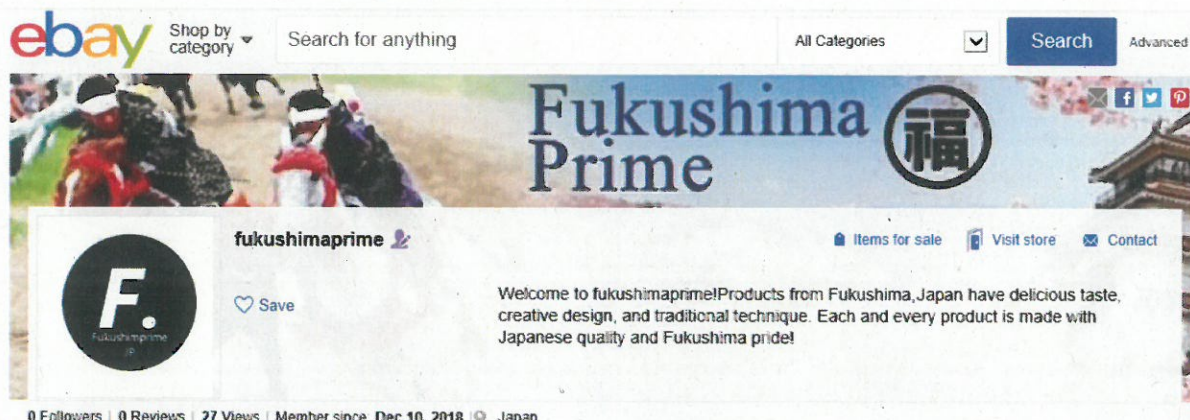 ebay
Shop by
category
Search for anything
All Categories
Search
Advanced
Fukushima
Prime
福
fukushimaprime
Items for sale
Visit store
Contact
F.
Fukushimprime
JP
Save
Welcome to fukushimaprime!Products from Fukushima,Japan have delicious taste,
creative design, and traditional technique. Each and every product is made with
Japanese quality and Fukushima pride!
0 Followers | 0 Reviews | 27 Views | Member since: Dec 10, 2018 | Japan